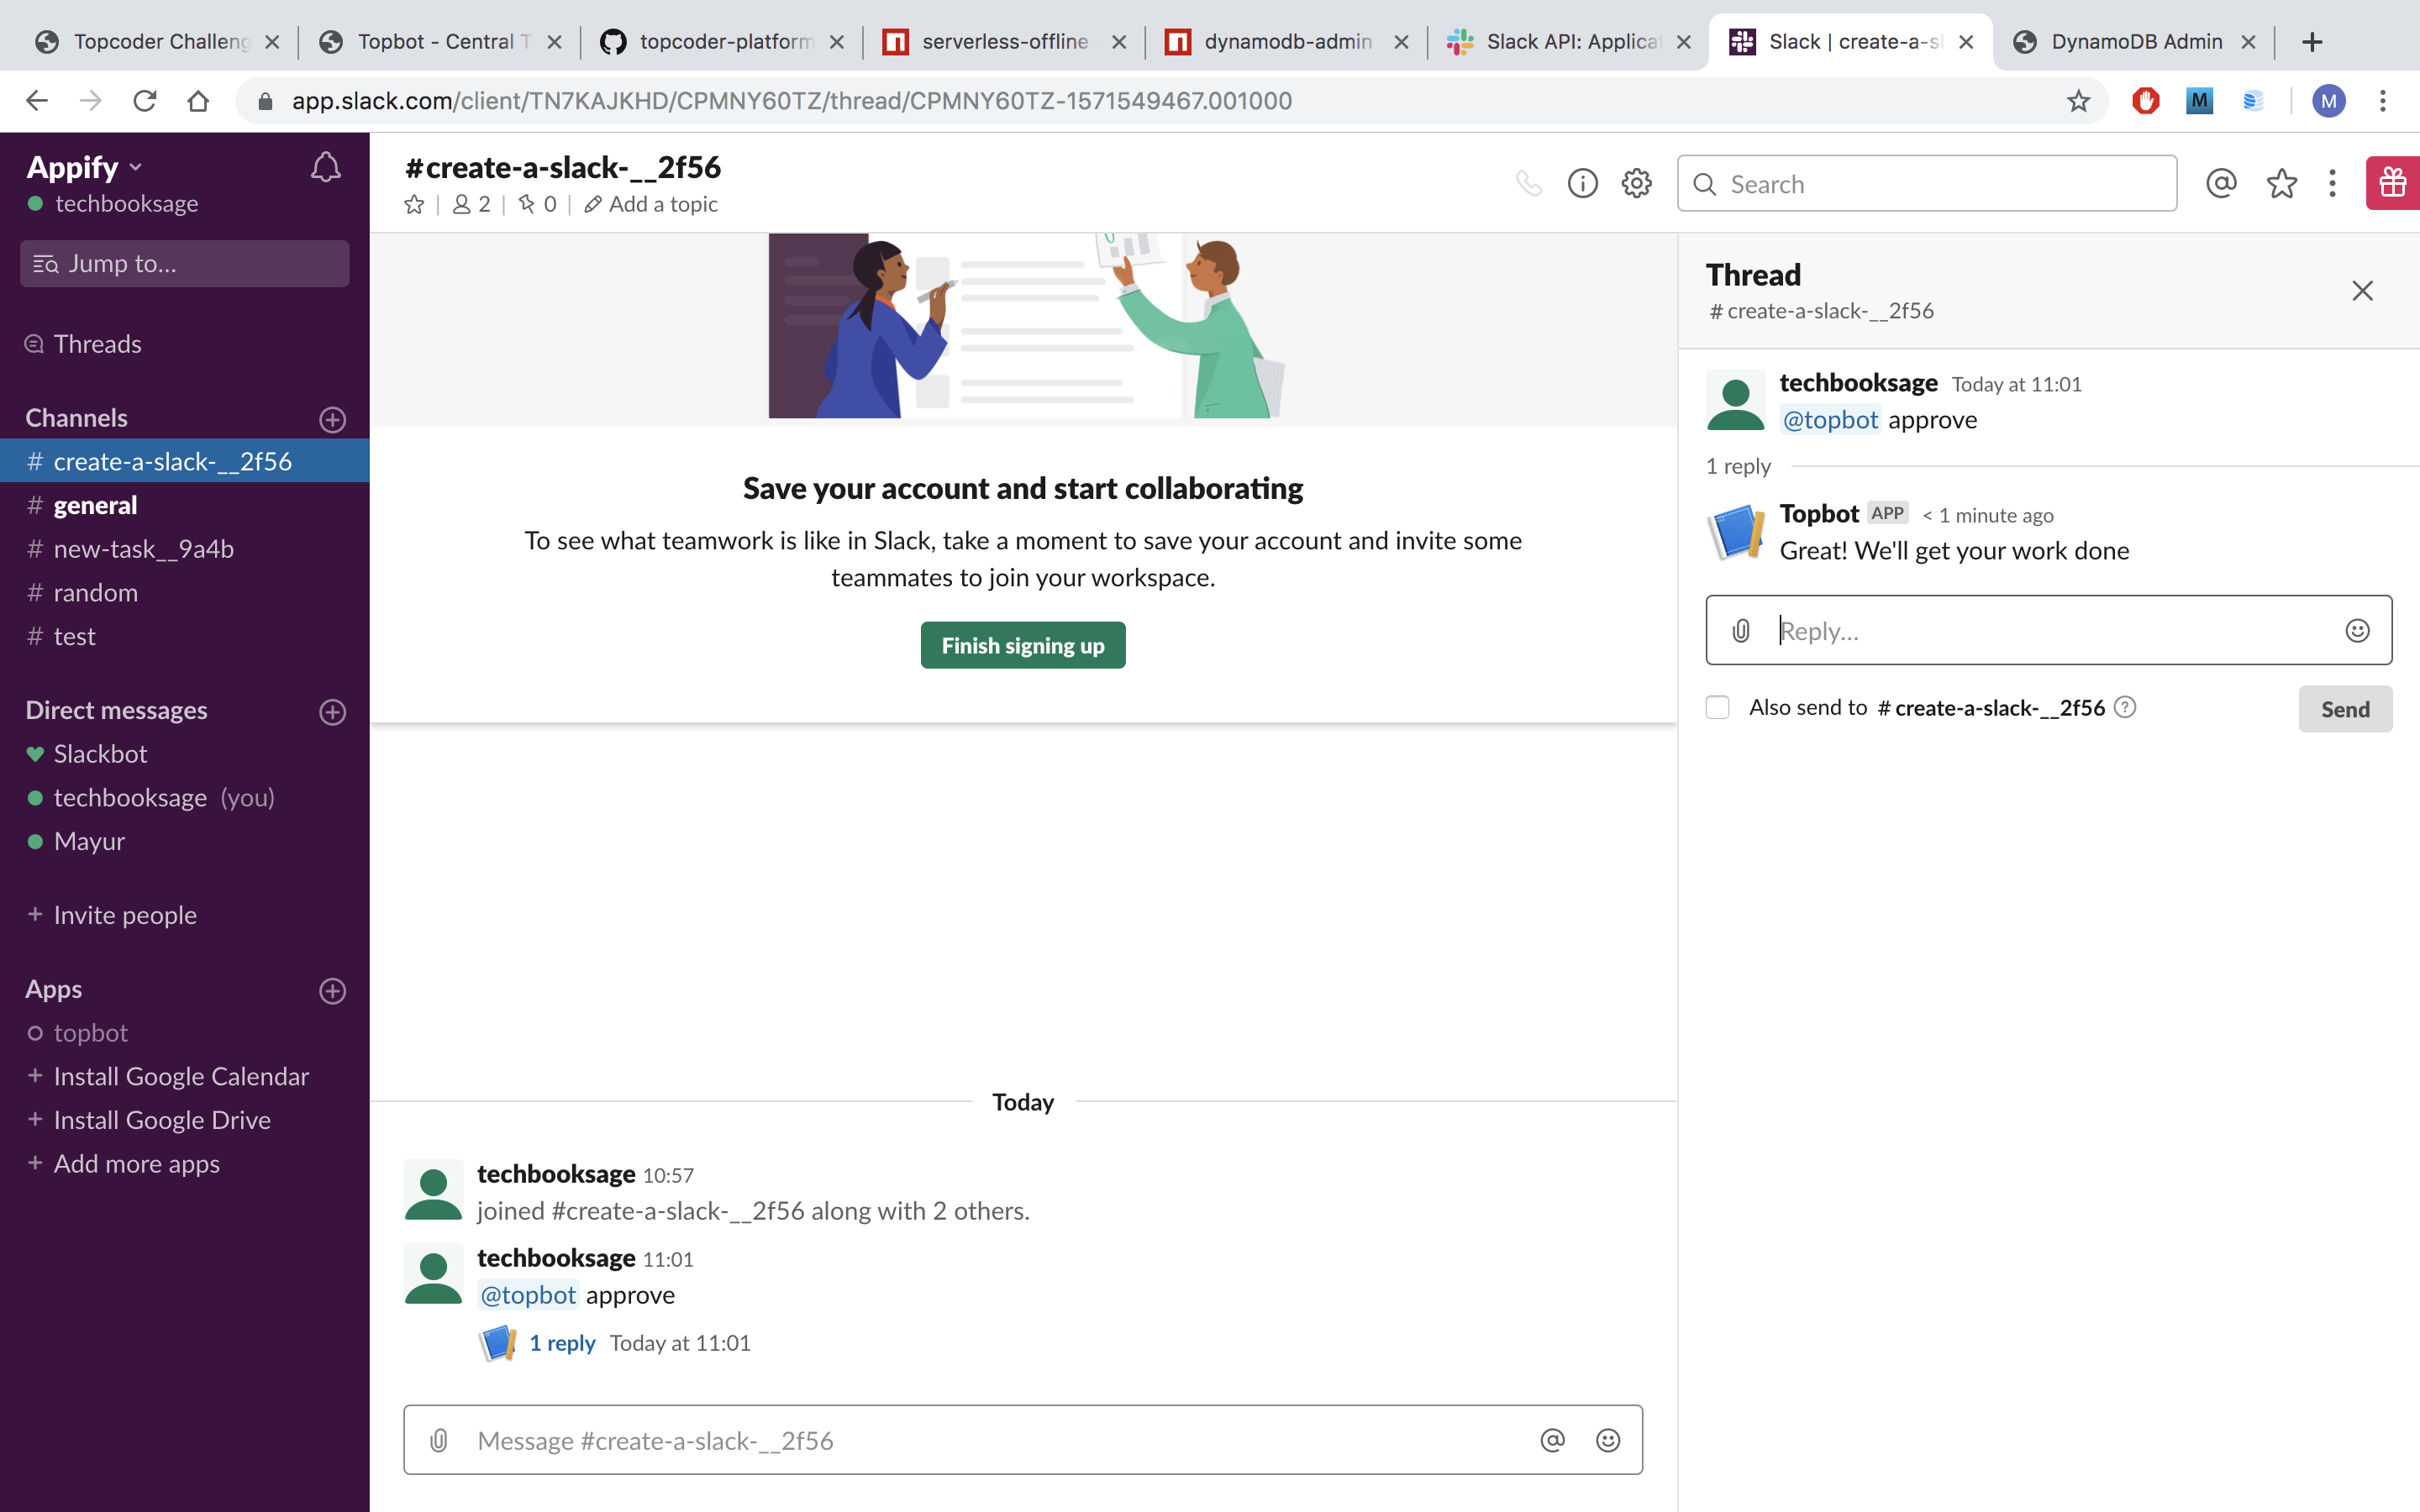 Topcoder Challeng
Topbot - Central T
topcoder-platform
serverless-offline
dynamodb-admin
Slack API: Applicat
Slack | create-a-sl
DynamoDB Admin
app.slack.com/client/TN7KAJKHD/CPMNY60TZ/thread/CPMNY60TZ-1571549467.001000
M
M
Appify
techbooksage
Jump to...
Threads
Channels
# create-a-slack-__2f56
# general
# new-task__9a4b
# random
# test
Direct messages
Slackbot
techbooksage (you)
Mayur
+ Invite people
Apps
topbot
+ Install Google Calendar
+ Install Google Drive
+ Add more apps
#create-a-slack-__2f56
2 | 0 | Add a topic
Search
Save your account and start collaborating
To see what teamwork is like in Slack, take a moment to save your account and invite some
teammates to join your workspace.
Finish signing up
Today
techbooksage 10:57
joined #create-a-slack-__2f56 along with 2 others.
techbooksage 11:01
@topbot approve
1 reply Today at 11:01
Message #create-a-slack-__2f56
Thread
# create-a-slack-__2f56
techbooksage Today at 11:01
@topbot approve
1 reply
Topbot APP < 1 minute ago
Great! We'll get your work done
Reply...
Also send to # create-a-slack-__2f56
Send